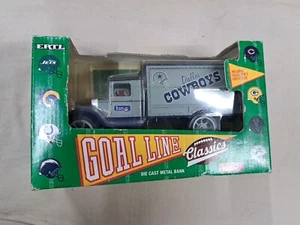 ERTL
JETS
Dallas
COWBOYS
GOAL LINE
Classics
DIE CAST METAL BANK